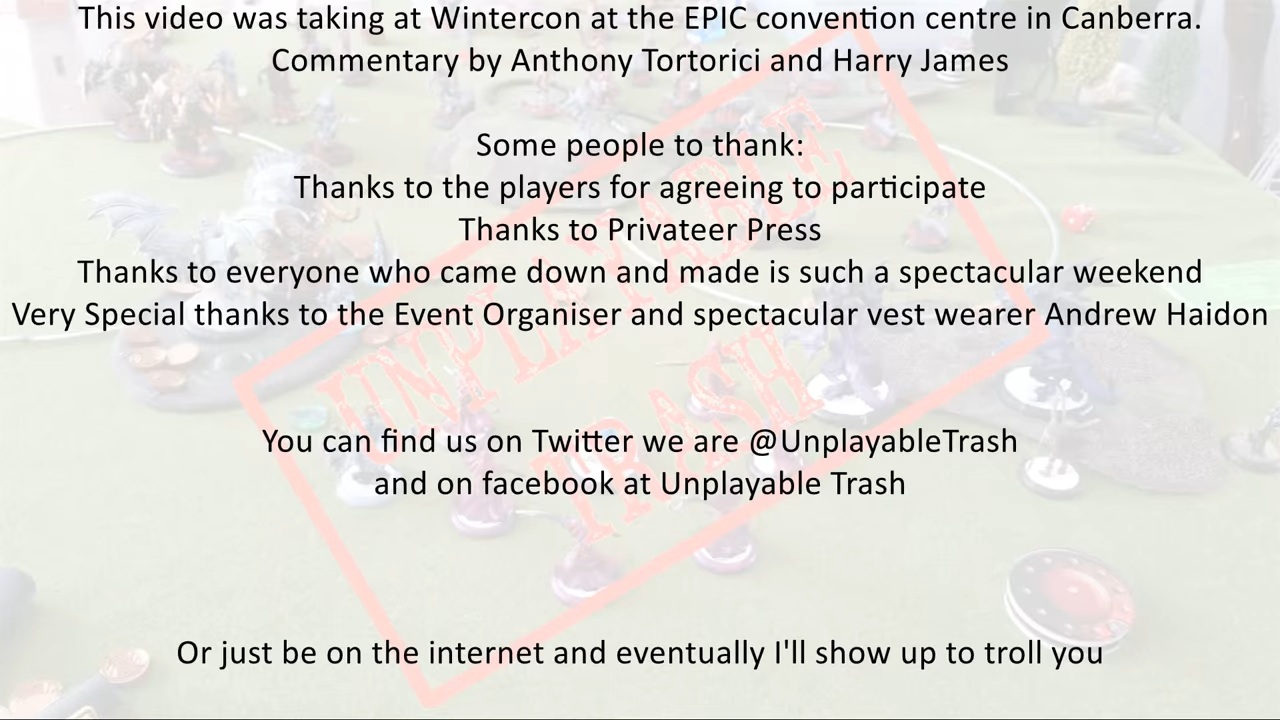 This video was taking at Wintercon at the EPIC convention centre in Canberra.
Commentary by Anthony Tortorici and Harry James
Some people to thank:
Thanks to the players for agreeing to participate
Thanks to Privateer Press
Thanks to everyone who came down and made is such a spectacular weekend
Very Special thanks to the Event Organiser and spectacular vest wearer Andrew Haidon
UNPLAYABLE
TRASH
You can find us on Twitter we are @UnplayableTrash
and on facebook at Unplayable Trash
Or just be on the internet and eventually I'll show up to troll you